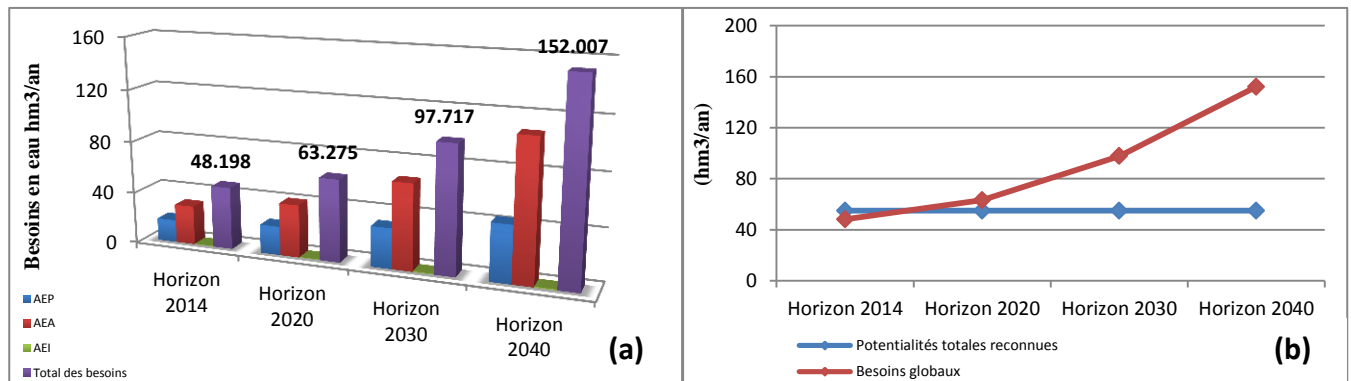 Besoins en eau hm3/an
160
120
80
40
0
48.198
63.275
97.717
152.007
Horizon
2014
Horizon
2020
Horizon
2030
Horizon
2040
AEP
AEA
AEI
Total des besoins
(a)
(hm3/an)
200
160
120
80
40
0
Horizon 2014
Horizon 2020
Horizon 2030
Horizon 2040
Potentialités totales reconnues
Besoins globaux
(b)